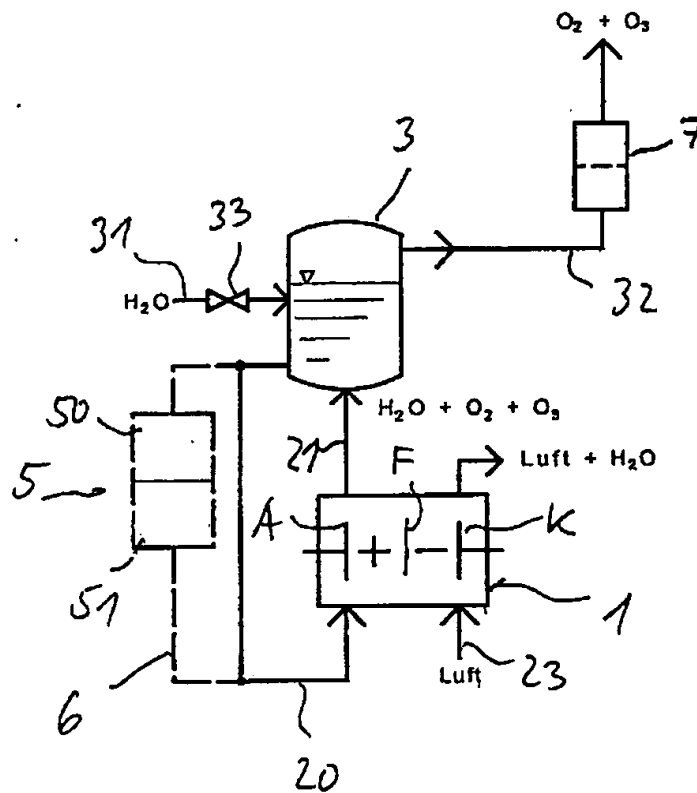 O₂ + O₃
7
3
33
31
H₂O
32
50
H₂O + O₂ + O₃
21
F
Luft + H₂O
5
A
K
51
1
23
Luft
6
20